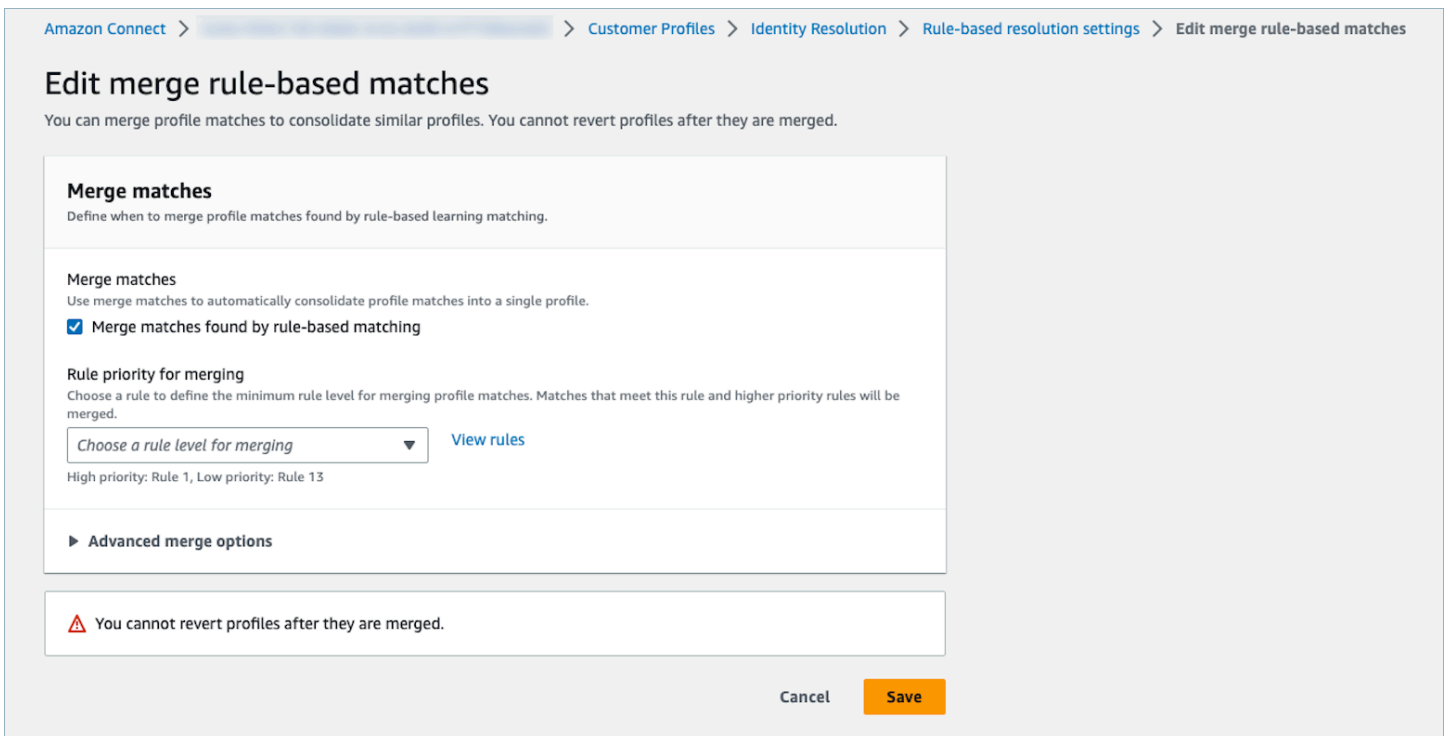 Amazon Connect > > Customer Profiles > Identity Resolution > Rule-based resolution settings > Edit merge rule-based matches
Edit merge rule-based matches
You can merge profile matches to consolidate similar profiles. You cannot revert profiles after they are merged.
Merge matches
Define when to merge profile matches found by rule-based learning matching.
Merge matches
Use merge matches to automatically consolidate profile matches into a single profile.
Merge matches found by rule-based matching
Rule priority for merging
Choose a rule to define the minimum rule level for merging profile matches. Matches that meet this rule and higher priority rules will be
merged.
Choose a rule level for merging
View rules
High priority: Rule 1, Low priority: Rule 13
Advanced merge options
You cannot revert profiles after they are merged.
Cancel
Save